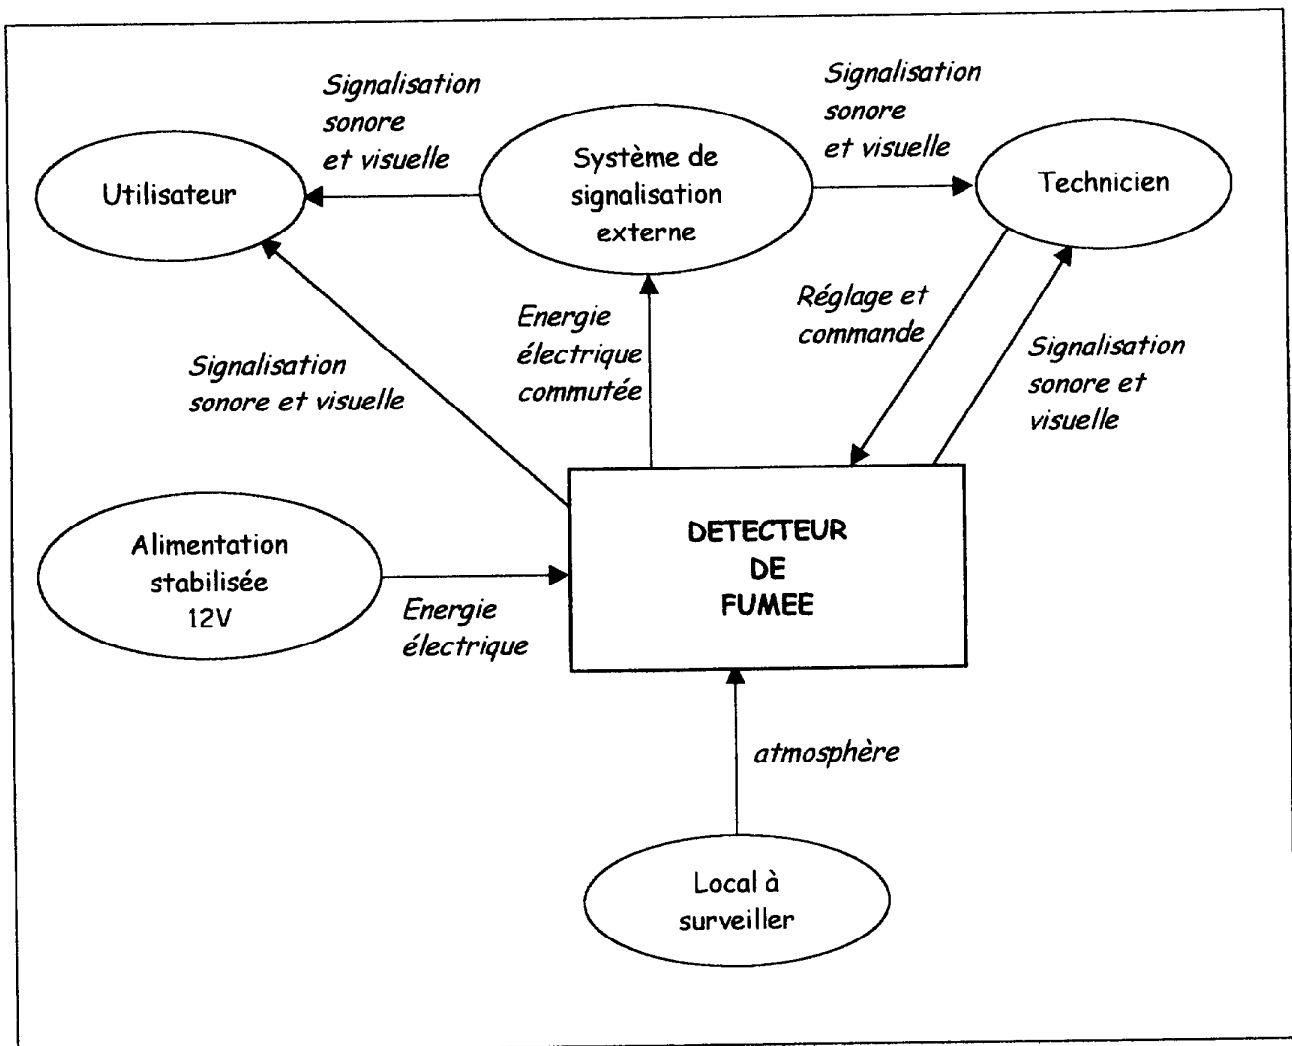 Signalisation
sonore
et visuelle
Signalisation
sonore
et visuelle
Utilisateur
Système de
signalisation
externe
Technicien
Energie
électrique
commutée
Réglage et
commande
Signalisation
sonore et visuelle
Signalisation
sonore et
visuelle
Alimentation
stabilisée
12V
Energie
électrique
DETECTEUR
DE
FUMEE
atmosphère
Local à
surveiller